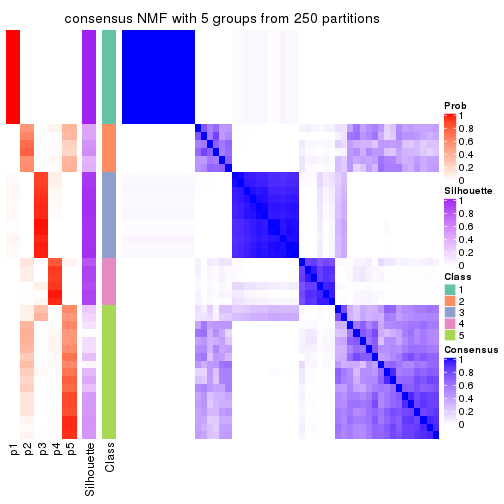 consensus NMF with 5 groups from 250 partitions
p1
p2
p3
p4
p5
Silhouette
Class
Prob
1
0.8
0.6
0.4
0.2
0
Silhouette
1
0.8
0.6
0.4
0.2
0
Class
1
2
3
4
5
Consensus
1
0.8
0.6
0.4
0.2
0